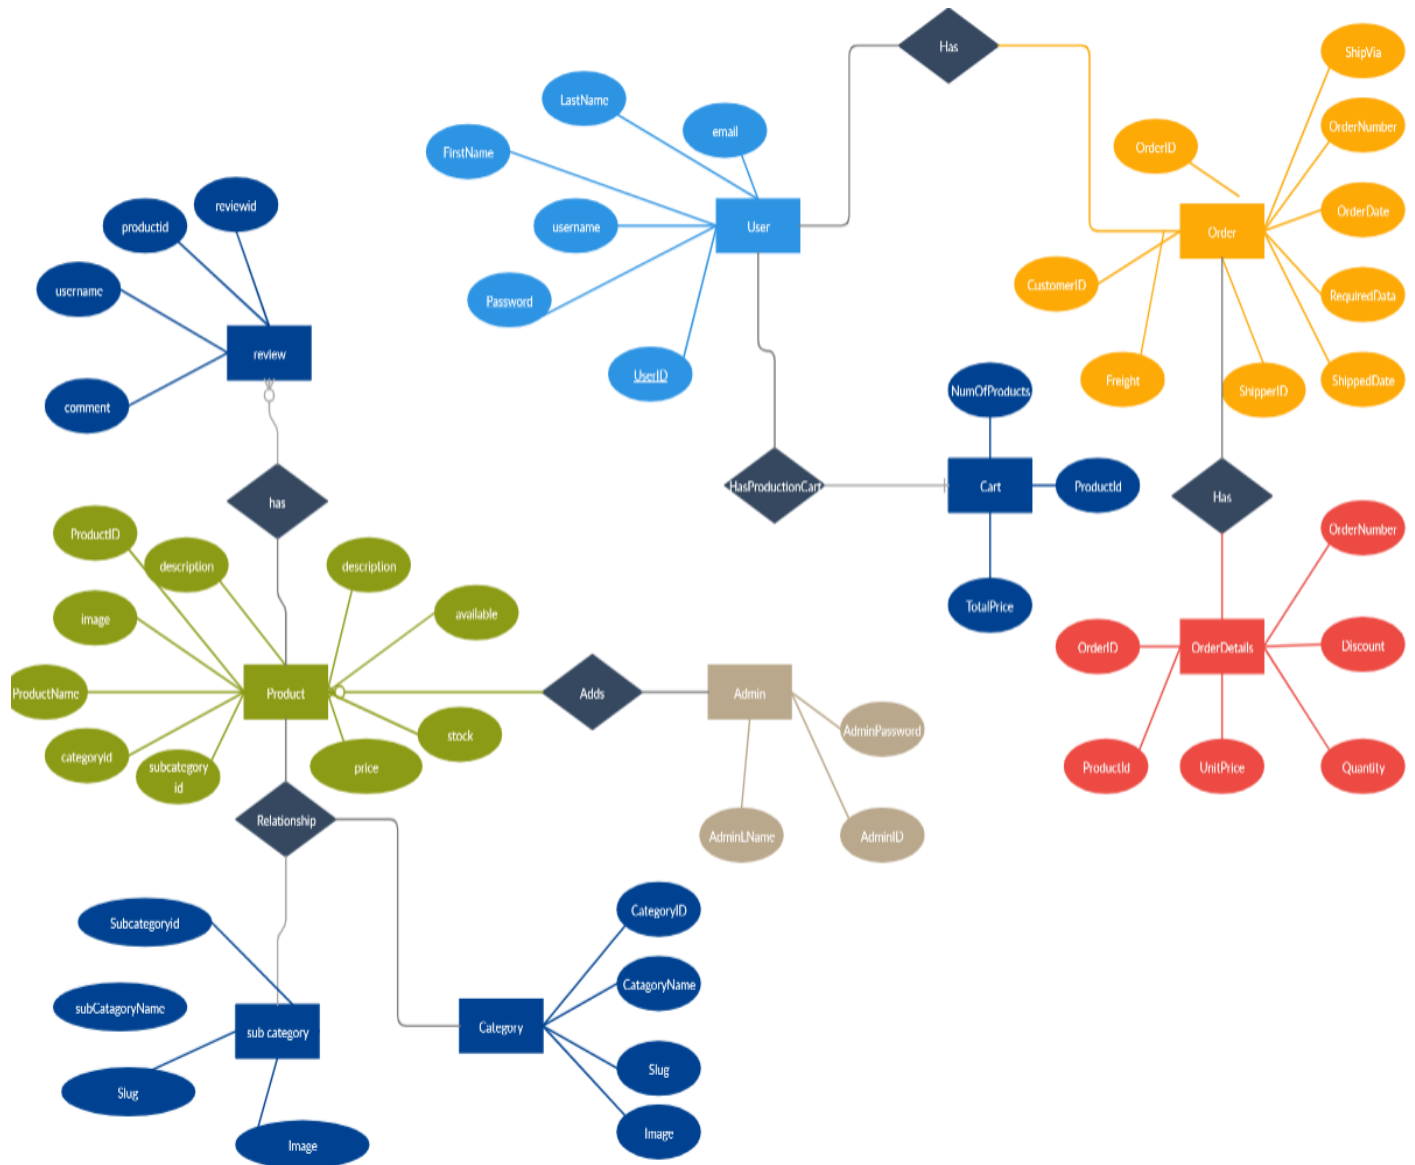 Has
ShipVia
LastName
email
OrderNumber
FirstName
OrderID
reviewid
productid
username
User
OrderDate
Order
username
Password
CustomerID
RequiredData
review
UserID
Freight
ShipperID
ShippedDate
comment
NumOfProducts
has
HasProductionCart
Cart
ProductId
Has
ProductID
description
description
OrderNumber
image
available
TotalPrice
OrderID
OrderDetails
Discount
ProductName
Product
Adds
Admin
categoryid
subcategory
id
price
stock
AdminPassword
ProductId
UnitPrice
Quantity
Relationship
AdminLName
AdminID
Subcategoryid
CategoryID
subCatagoryName
CatagoryName
sub category
Category
Slug
Slug
Image
Image